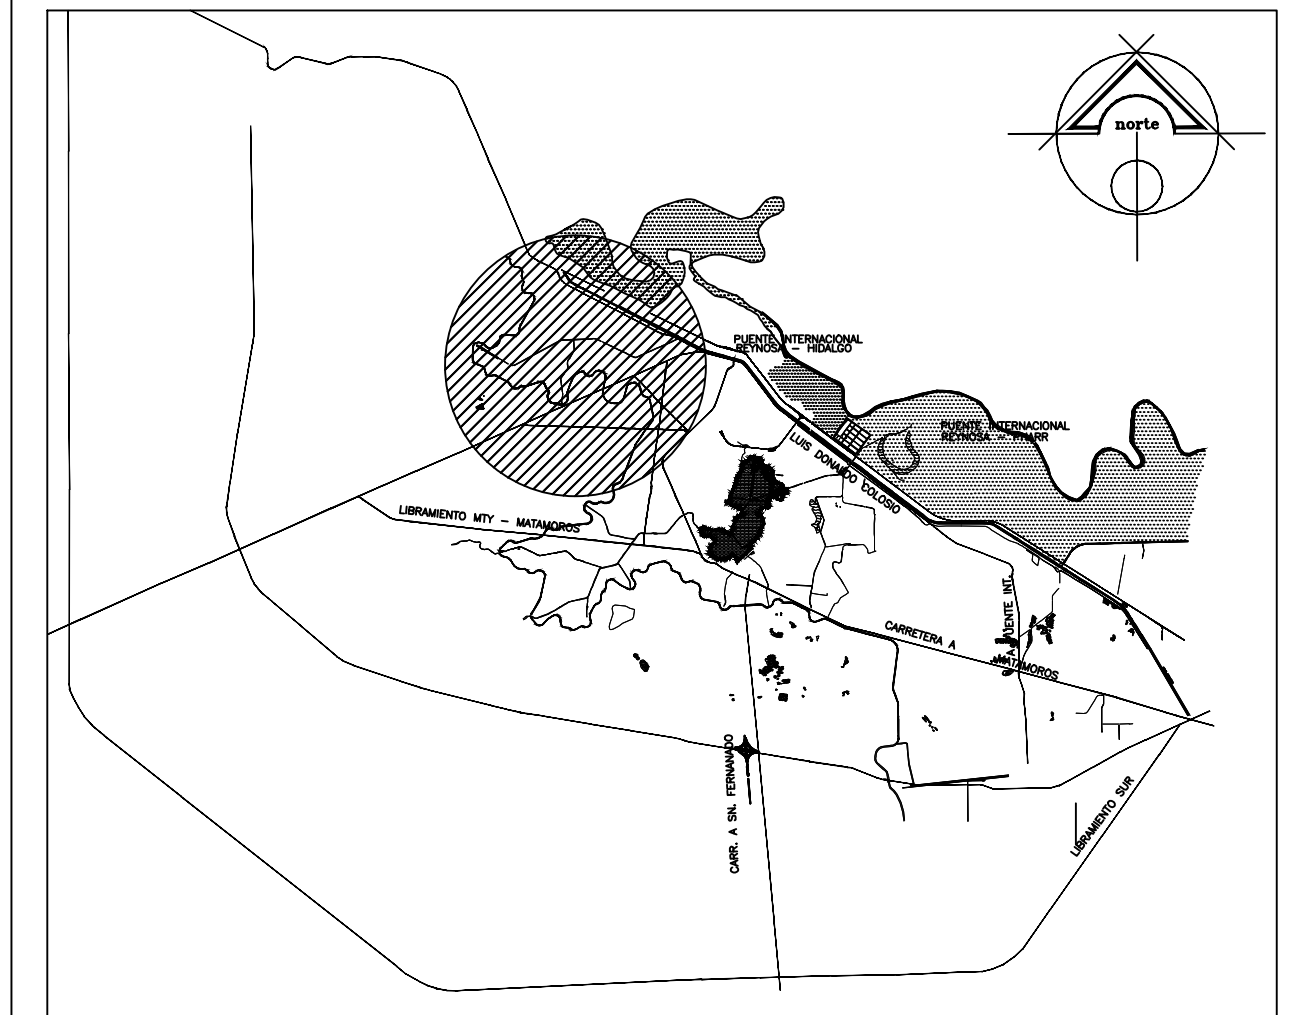 norte
PUENTE INTERNACIONAL
REYNOSA - HIDALGO
PUENTE INTERNACIONAL
REYNOSA - PHARR
LUIS DONALDO COLOSIO
LIBRAMIENTO MTY - MATAMOROS
A PUENTE INT.
CARRETERA A
MATAMOROS
CARR. A SN. FERNANADO
LIBRAMIENTO SUR